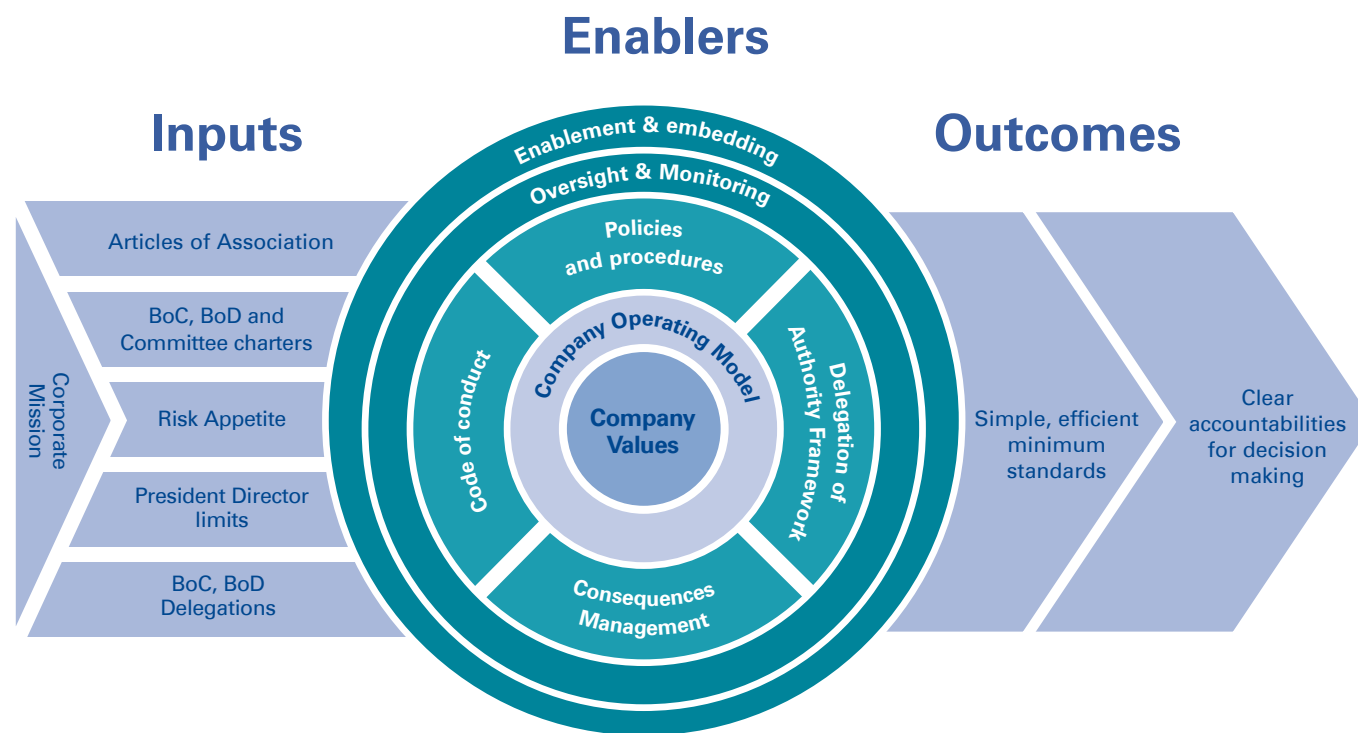 Enablers
Inputs
Outcomes
Corporate
Mission
Articles of Association
BoC, BoD and
Committee charters
Risk Appetite
President Director
limits
BoC, BoD
Delegations
Enablement & embedding
Oversight & Monitoring
Policies
and procedures
Code of conduct
Company Operating Model
Company
Values
Delegation of
Authority Framework
Consequences
Management
Simple, efficient
minimum
standards
Clear
accountabilities
for decision
making